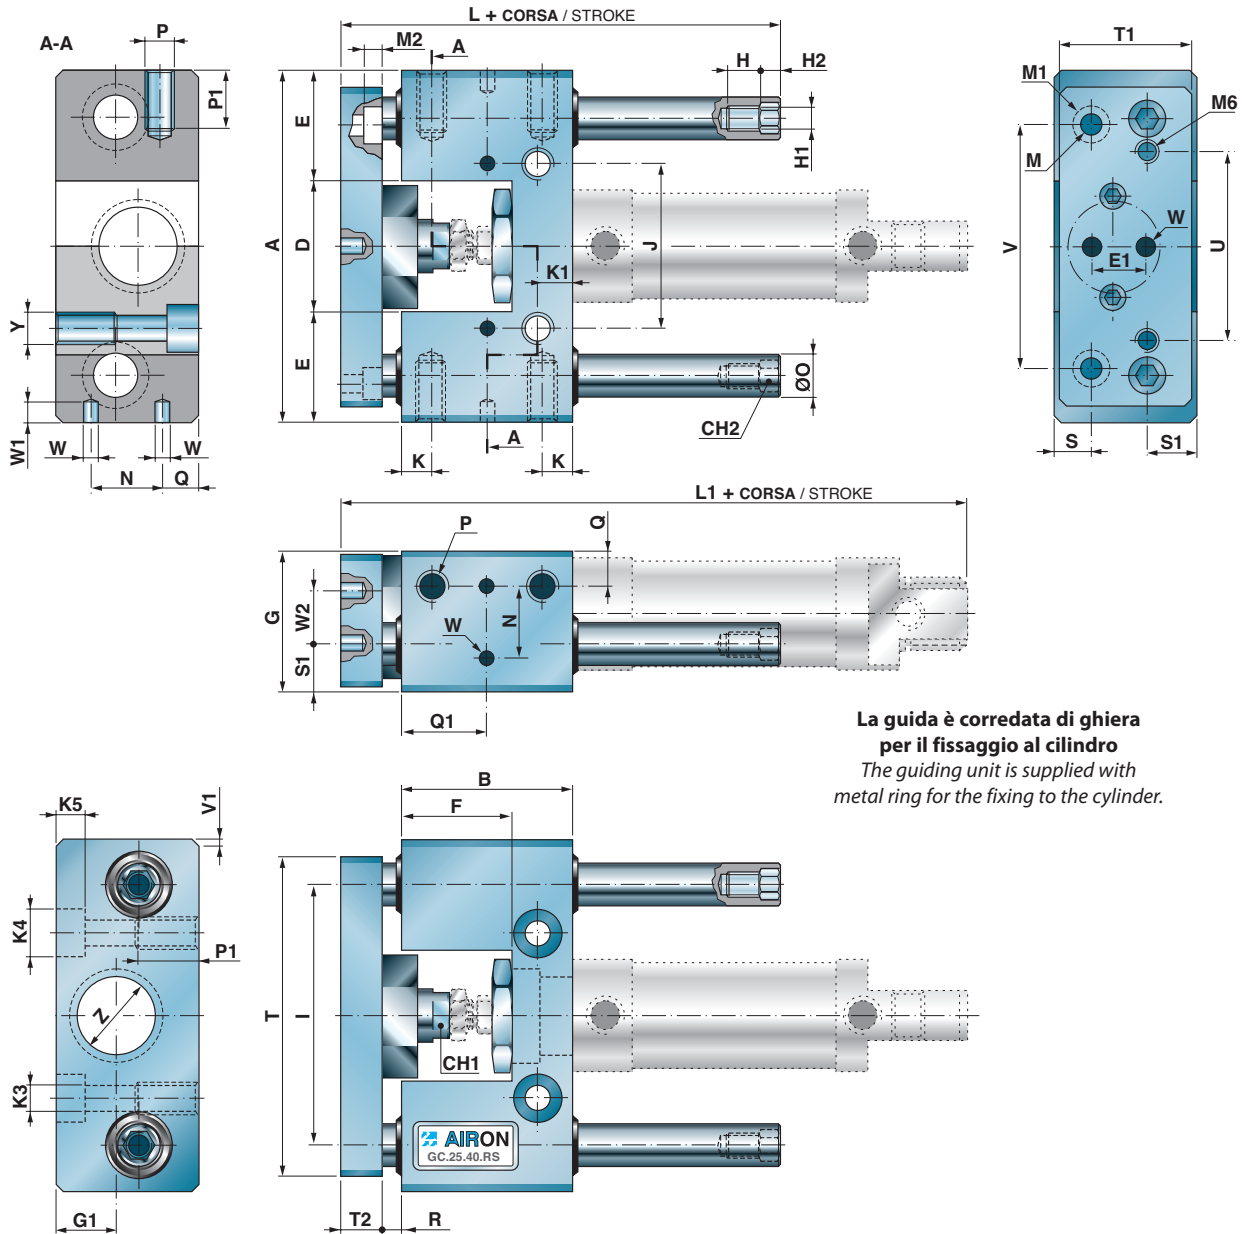 L + CORSA / STROKE
A-A
P
M2
A
H
H2
T1
P1
M1
M6
E
H1
M
A
D
J
K1
V
W
E1
U
Y
E
ØO
W1
W
W
N
Q
CH2
A
K
K
S
S1
L1 + CORSA / STROKE
P
Q
G
W2
W
N
S1
Q1
La guida è corredata di ghiera
per il fissaggio al cilindro
The guiding unit is supplied with
metal ring for the fixing to the cylinder.
K5
V1
B
F
K4
P1
Z
T
I
CH1
K3
AIRON
GC.25.40.RS
G1
T2
R